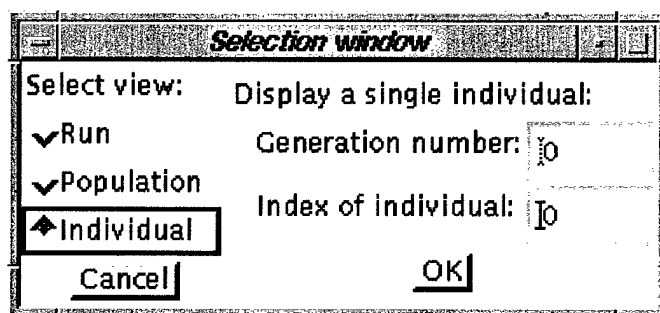 Selection window
Select view:
Display a single individual:
Run
Generation number: 0
Population
Index of individual: 0
Individual
Cancel
OK